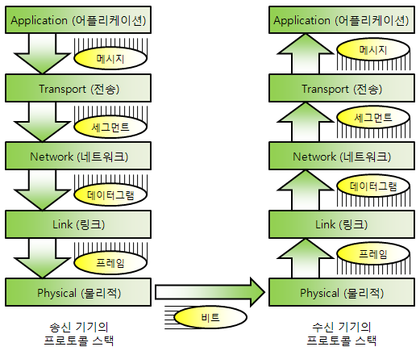 Application (어플리케이션)
메시지
Transport (전송)
세그먼트
Network (네트워크)
데이터그램
Link (링크)
프레임
Physical (물리적)
송신 기기의
프로토콜 스택
비트
Application (어플리케이션)
메시지
Transport (전송)
세그먼트
Network (네트워크)
데이터그램
Link (링크)
프레임
Physical (물리적)
수신 기기의
프로토콜 스택